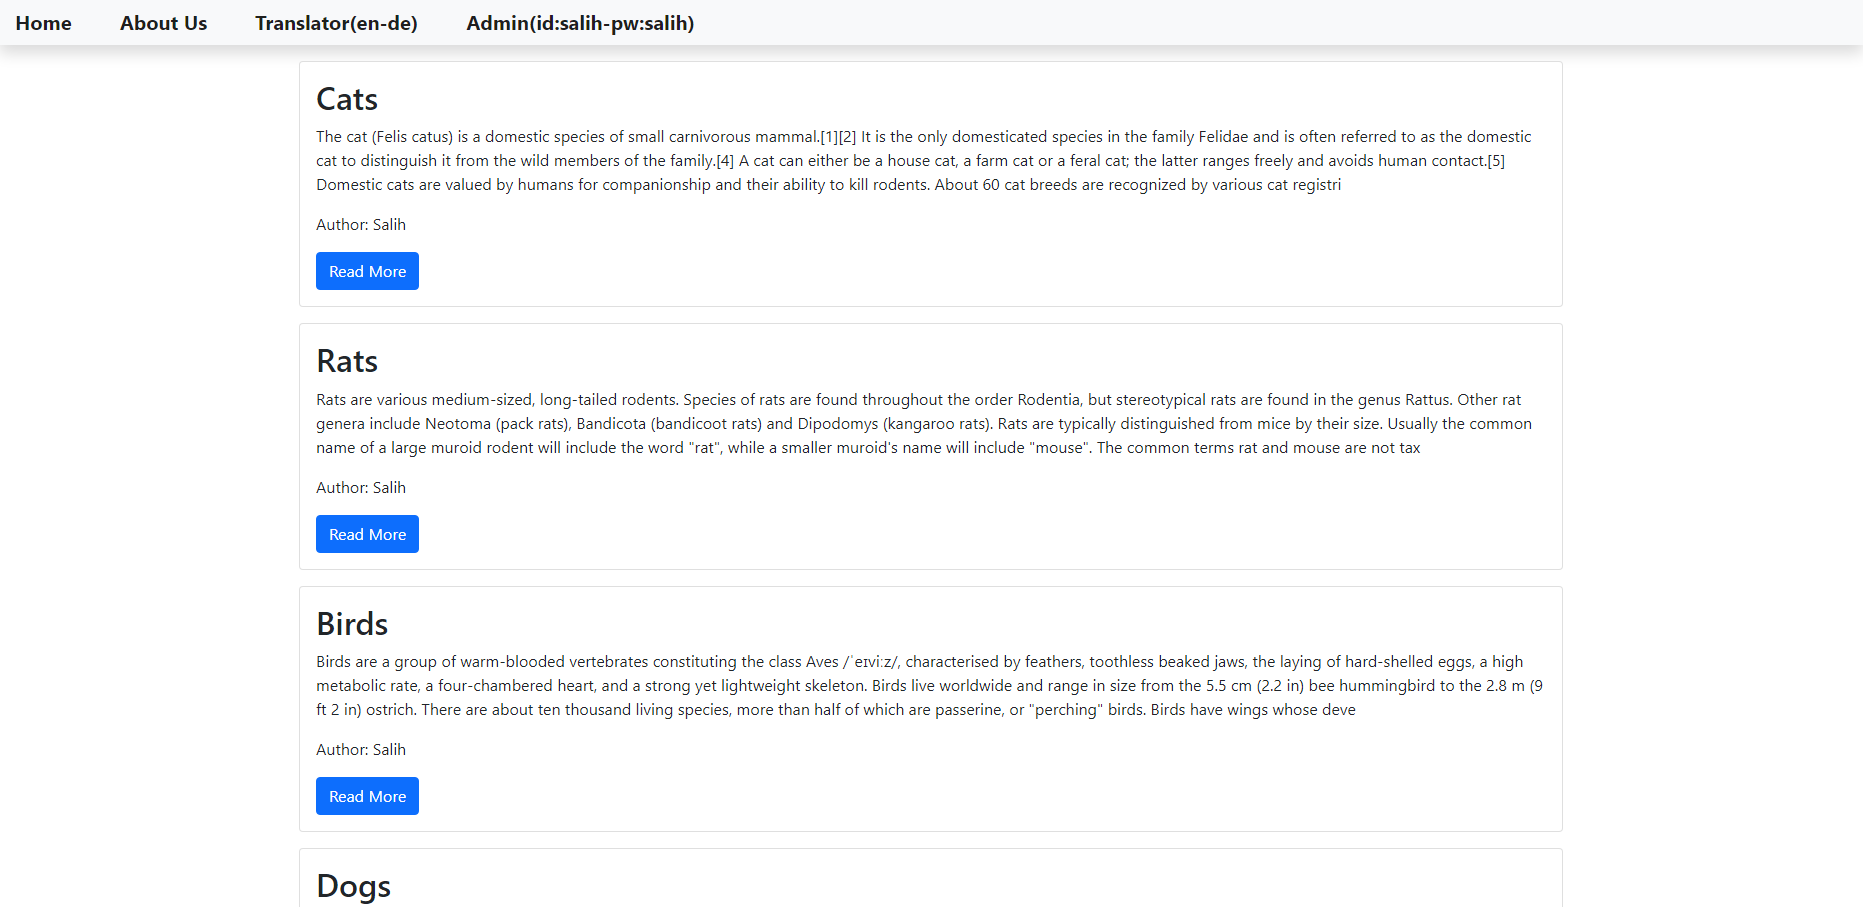 Home About Us Translator(en-de) Admin(id:salih-pw:salih)
Cats
The cat (Felis catus) is a domestic species of small carnivorous mammal.[1][2] It is the only domesticated species in the family Felidae and is often referred to as the domestic
cat to distinguish it from the wild members of the family.[4] A cat can either be a house cat, a farm cat or a feral cat; the latter ranges freely and avoids human contact.[5]
Domestic cats are valued by humans for companionship and their ability to kill rodents. About 60 cat breeds are recognized by various cat registri
Author: Salih
Read More
Rats
Rats are various medium-sized, long-tailed rodents. Species of rats are found throughout the order Rodentia, but stereotypical rats are found in the genus Rattus. Other rat
genera include Neotoma (pack rats), Bandicota (bandicoot rats) and Dipodomys (kangaroo rats). Rats are typically distinguished from mice by their size. Usually the common
name of a large muroid rodent will include the word "rat", while a smaller muroid's name will include "mouse". The common terms rat and mouse are not tax
Author: Salih
Read More
Birds
Birds are a group of warm-blooded vertebrates constituting the class Aves /ˈeɪviːz/, characterised by feathers, toothless beaked jaws, the laying of hard-shelled eggs, a high
metabolic rate, a four-chambered heart, and a strong yet lightweight skeleton. Birds live worldwide and range in size from the 5.5 cm (2.2 in) bee hummingbird to the 2.8 m (9
ft 2 in) ostrich. There are about ten thousand living species, more than half of which are passerine, or "perching" birds. Birds have wings whose deve
Author: Salih
Read More
Dogs